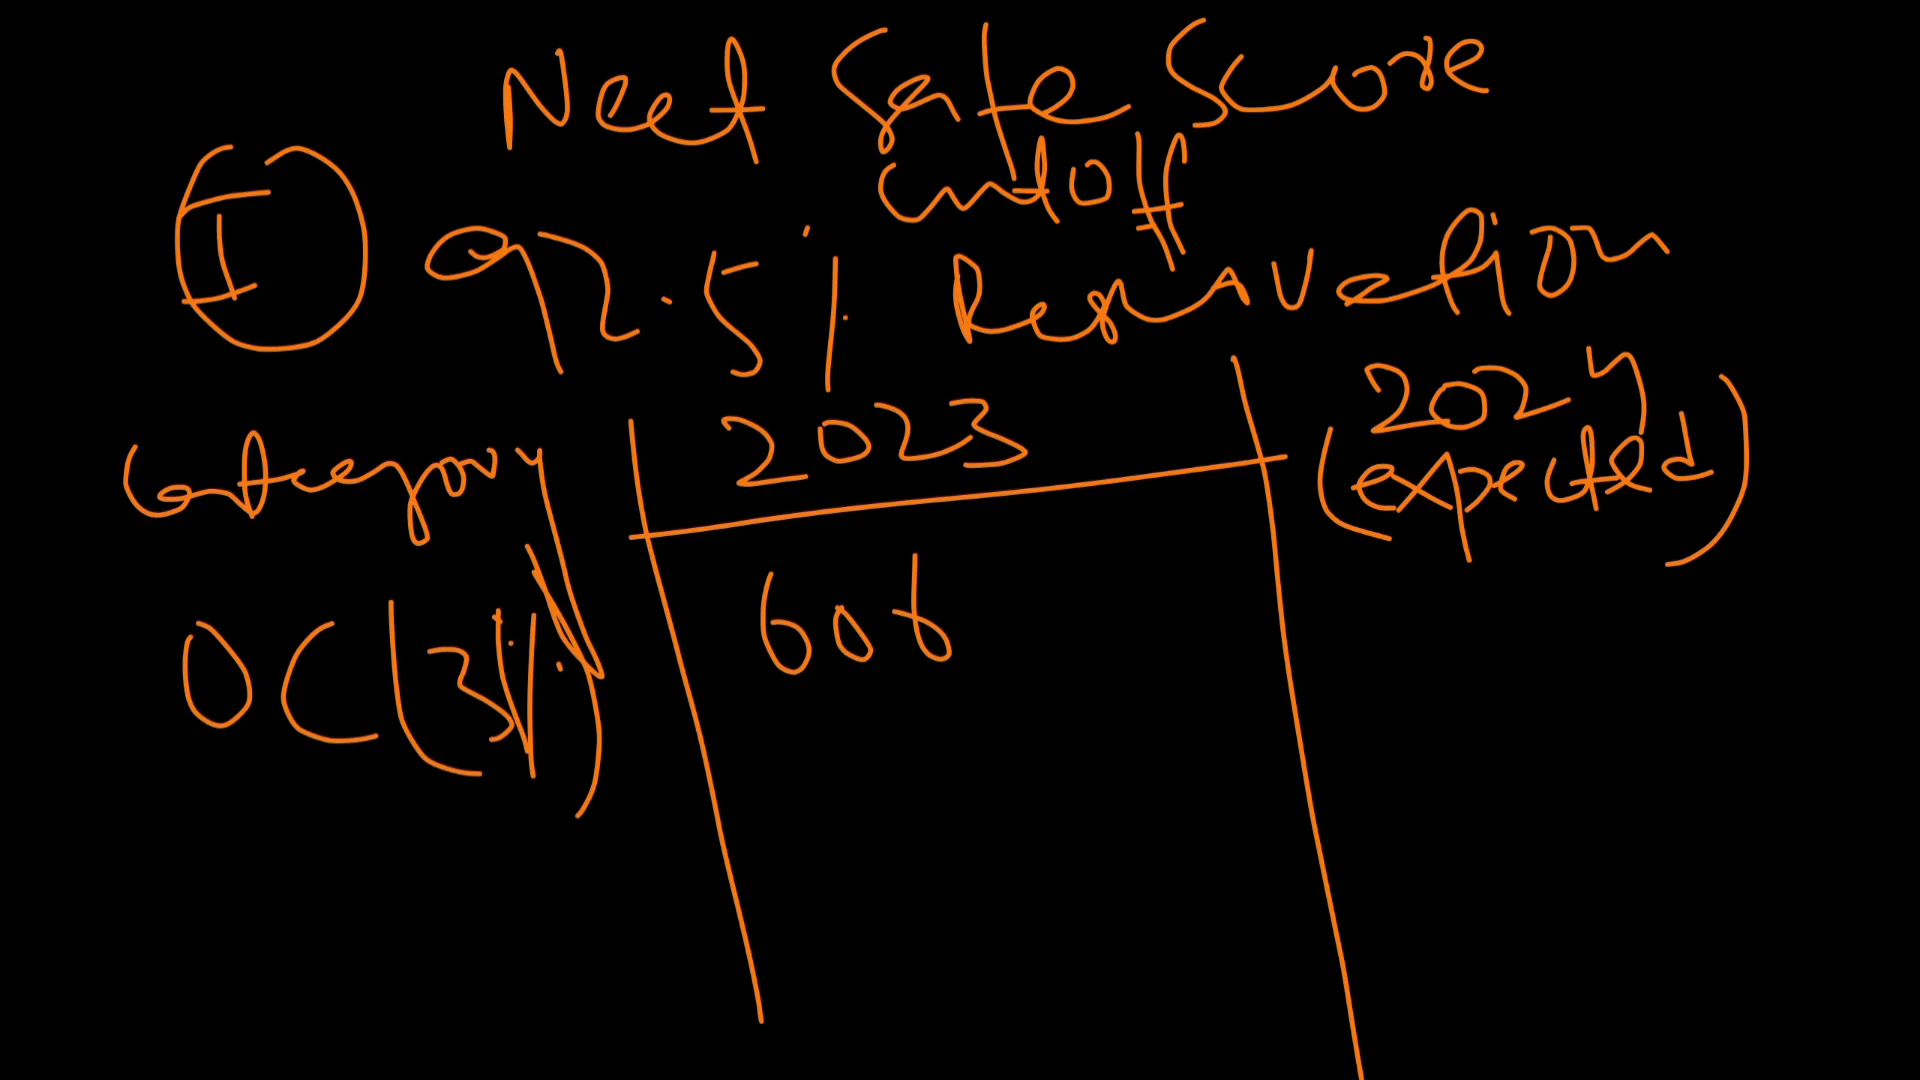 Neet Safe Score
cutoff
I 92.5% Reservation
Category 2023 2024
(expected)
OC (31%) 606